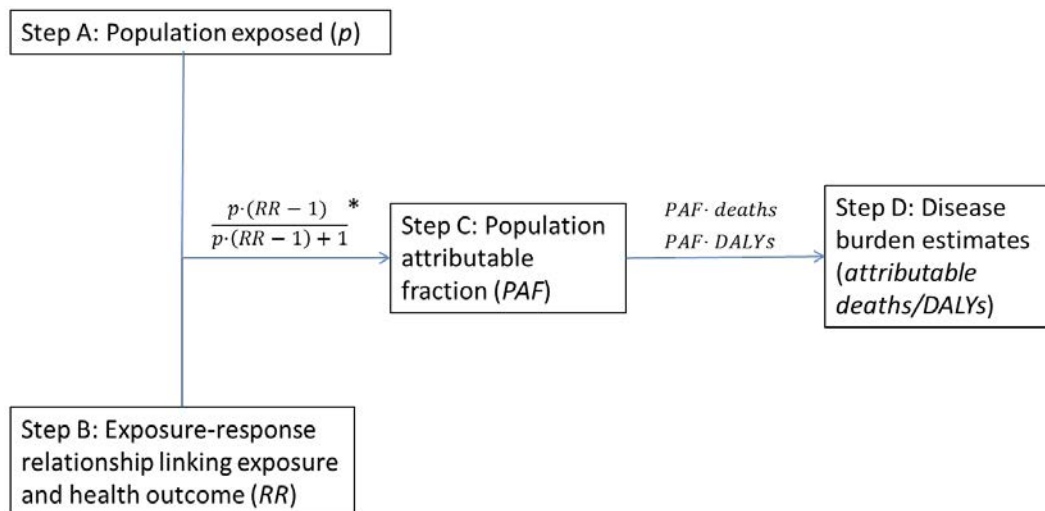 Step A: Population exposed (p)
p·(RR − 1) *
p·(RR − 1) + 1
Step C: Population
attributable
fraction (PAF)
PAF· deaths
PAF· DALYs
Step D: Disease
burden estimates
(attributable
deaths/DALYs)
Step B: Exposure-response
relationship linking exposure
and health outcome (RR)